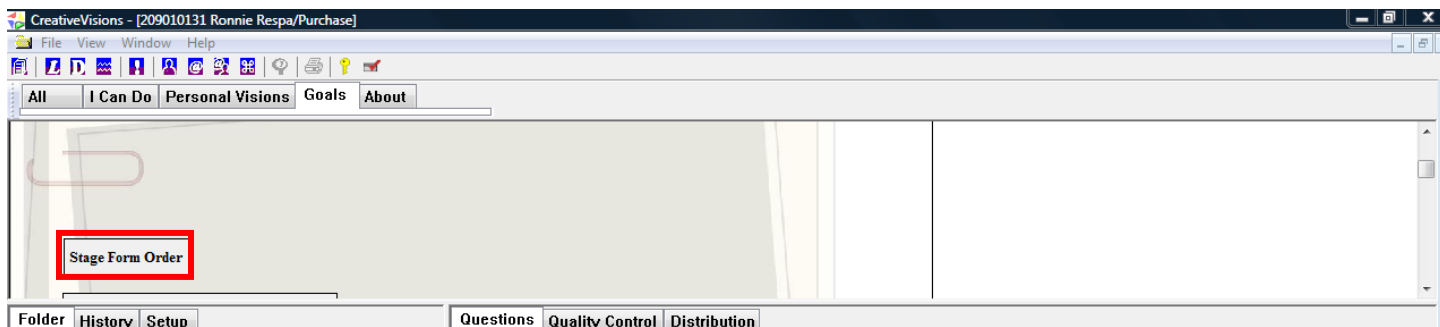 CreativeVisions - [209010131 Ronnie Respa/Purchase]
File View Window Help
All I Can Do Personal Visions Goals About
Stage Form Order
Folder History Setup Questions Quality Control Distribution